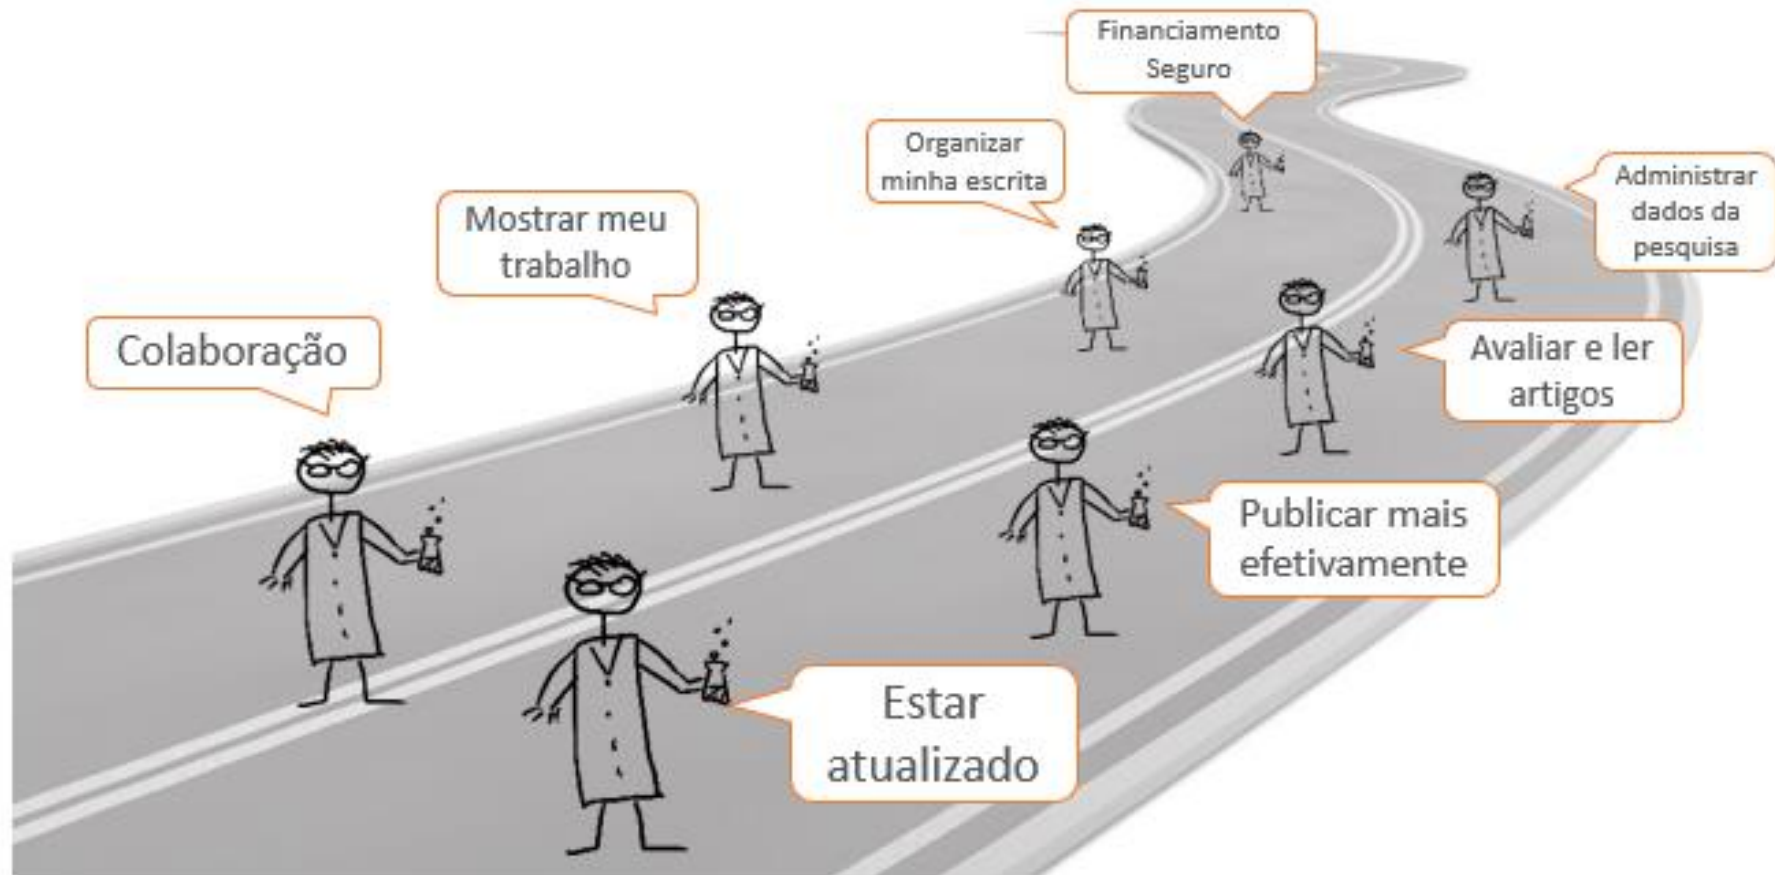 Financiamento
Seguro
Organizar
minha escrita
Administrar
dados da
pesquisa
Mostrar meu
trabalho
Colaboração
Avaliar e ler
artigos
Publicar mais
efetivamente
Estar
atualizado